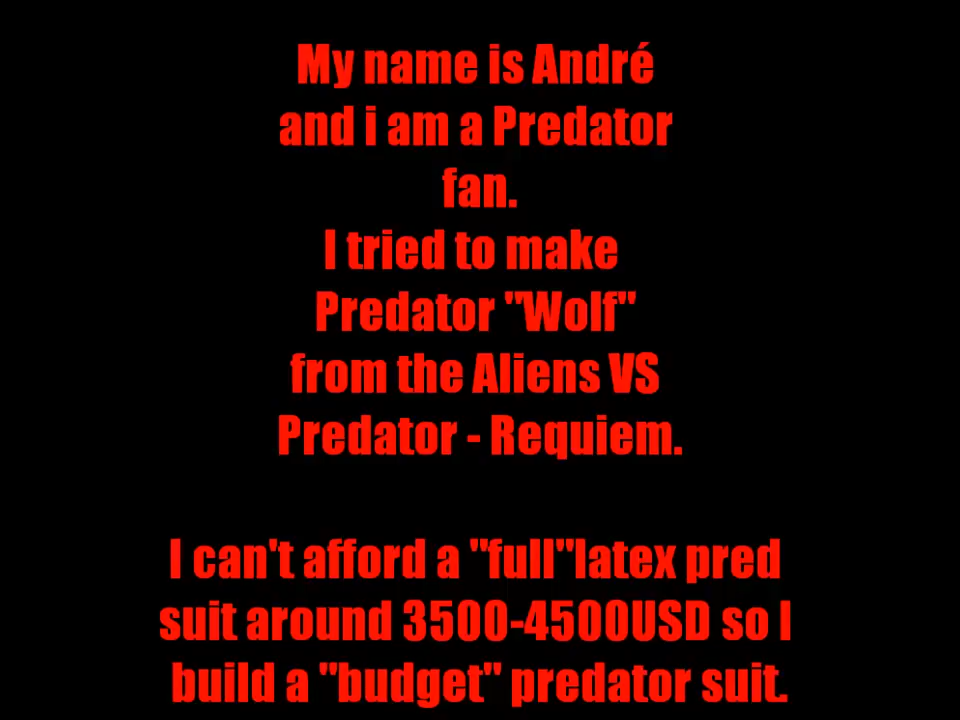 My name is André
and i am a Predator
fan.
I tried to make
Predator "Wolf"
from the Aliens VS
Predator - Requiem.
I can't afford a "full"latex pred
suit around 3500-4500USD so I
build a "budget" predator suit.